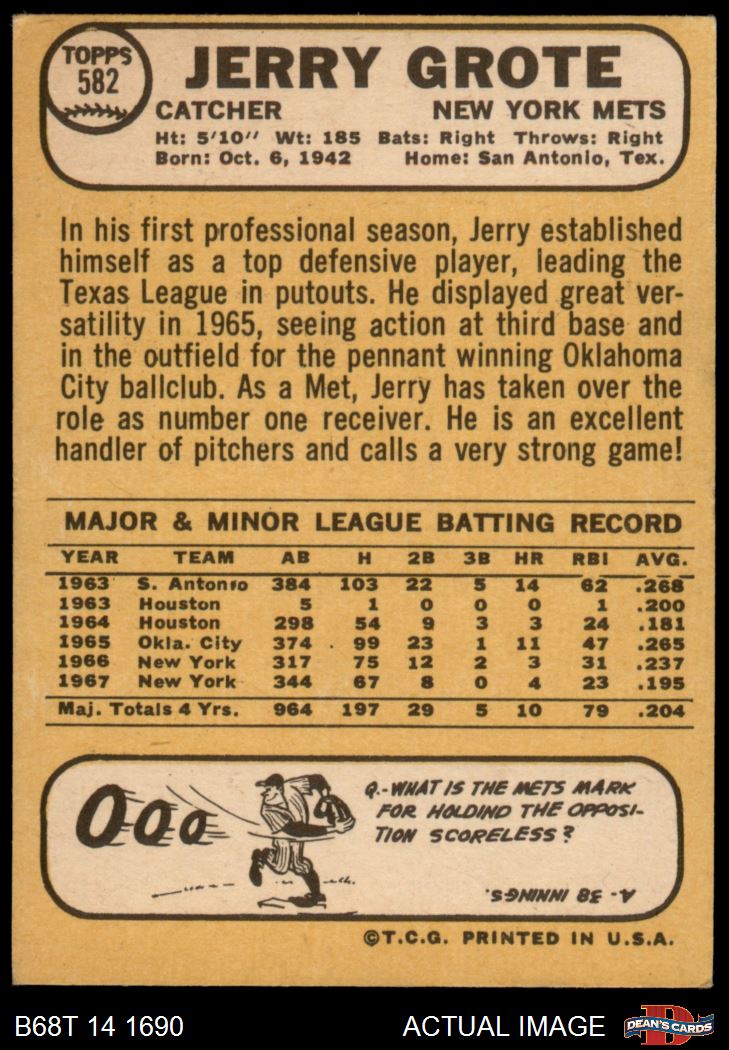 TOPPS
582
JERRY GROTE
CATCHER NEW YORK METS
Ht: 5'10" Wt: 185 Bats: Right Throws: Right
Born: Oct. 6, 1942 Home: San Antonio, Tex.
In his first professional season, Jerry established
himself as a top defensive player, leading the
Texas League in putouts. He displayed great ver-
satility in 1965, seeing action at third base and
in the outfield for the pennant winning Oklahoma
City ballclub. As a Met, Jerry has taken over the
role as number one receiver. He is an excellent
handler of pitchers and calls a very strong game!
MAJOR & MINOR LEAGUE BATTING RECORD
YEAR TEAM AB H 2B 3B HR RBI AVG.
1963 S. Antonio 384 103 22 5 14 62 .268
1963 Houston 5 1 0 0 0 1 .200
1964 Houston 298 54 9 3 3 24 .181
1965 Okla. City 374 99 23 1 11 47 .265
1966 New York 317 75 12 2 3 31 .237
1967 New York 344 67 8 0 4 23 .195
Maj. Totals 4 Yrs. 964 197 29 5 10 79 .204
000
Q.-WHAT IS THE METS MARK
FOR HOLDIND THE OPPOSI-
TION SCORELESS?
A- 38 INNINGS.
©T.C.G. PRINTED IN U.S.A.
B68T 14 1690 ACTUAL IMAGE D DEAN'S CARDS